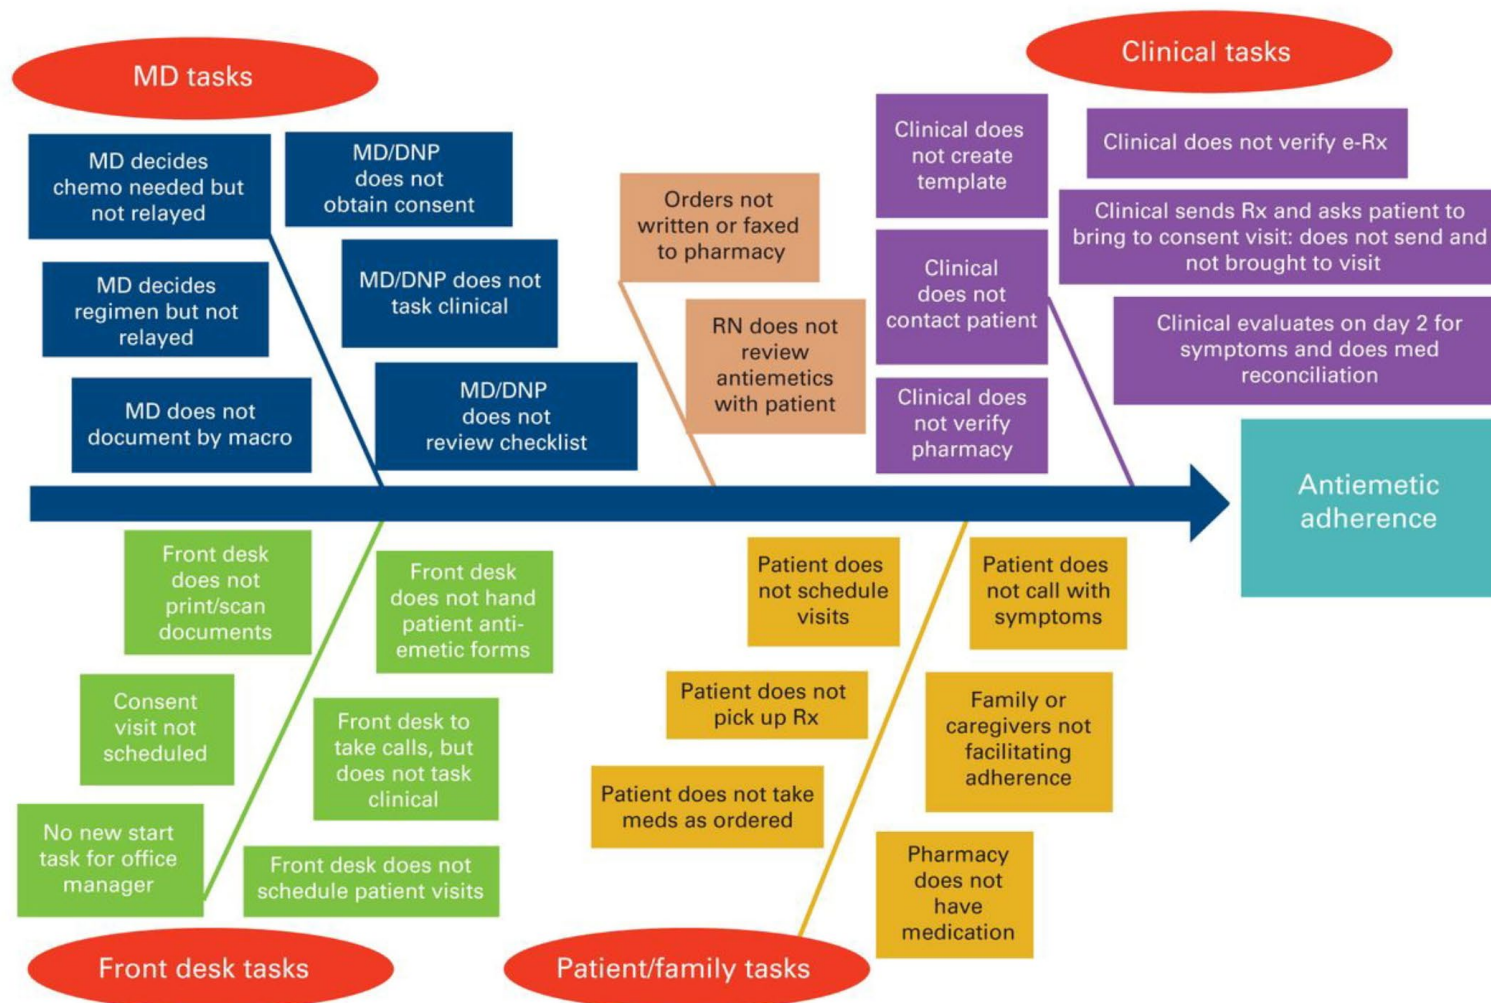 MD tasks
MD decides
chemo needed but
not relayed
MD/DNP
does not
obtain consent
MD decides
regimen but not
relayed
MD/DNP does not
task clinical
MD does not
document by macro
MD/DNP
does not
review checklist
Orders not
written or faxed
to pharmacy
RN does not
review
antiemetics
with patient
Clinical tasks
Clinical does
not create
template
Clinical does not verify e-Rx
Clinical
does not
contact patient
Clinical sends Rx and asks patient to
bring to consent visit: does not send and
not brought to visit
Clinical does
not verify
pharmacy
Clinical evaluates on day 2 for
symptoms and does med
reconciliation
Antiemetic
adherence
Front desk
does not
print/scan
documents
Front desk
does not hand
patient anti-
emetic forms
Consent
visit not
scheduled
Front desk to
take calls, but
does not task
clinical
No new start
task for office
manager
Front desk does not
schedule patient visits
Front desk tasks
Patient does
not schedule
visits
Patient does
not call with
symptoms
Patient does not
pick up Rx
Family or
caregivers not
facilitating
adherence
Patient does not take
meds as ordered
Pharmacy
does not
have
medication
Patient/family tasks